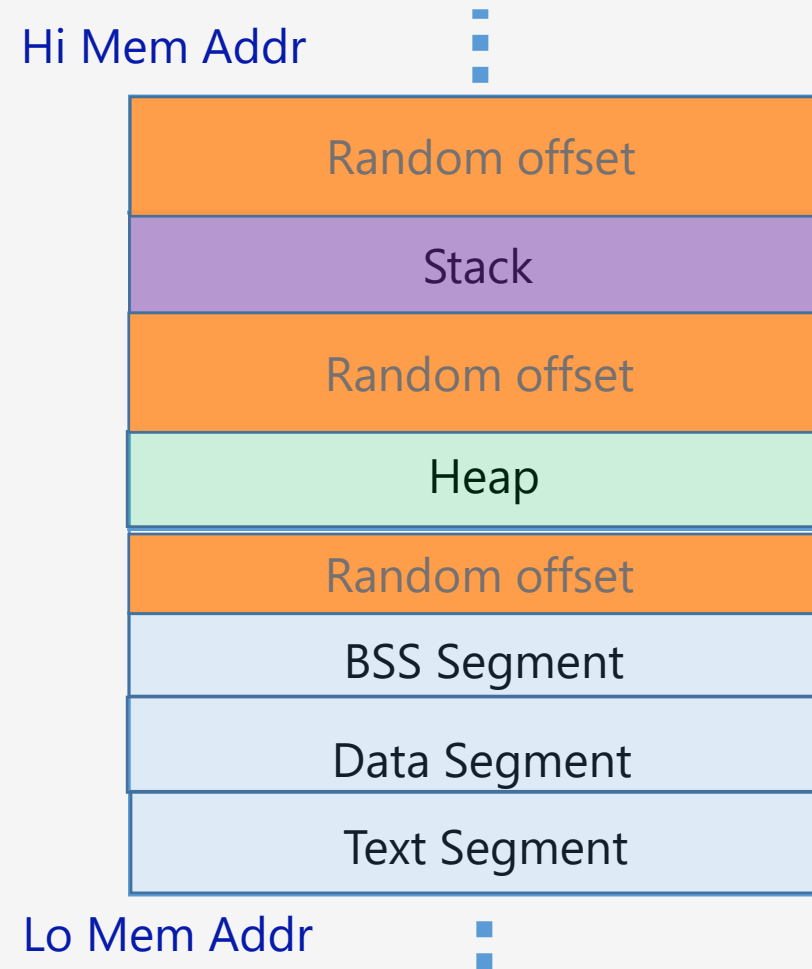 Hi Mem Addr
Random offset
Stack
Random offset
Heap
Random offset
BSS Segment
Data Segment
Text Segment
Lo Mem Addr